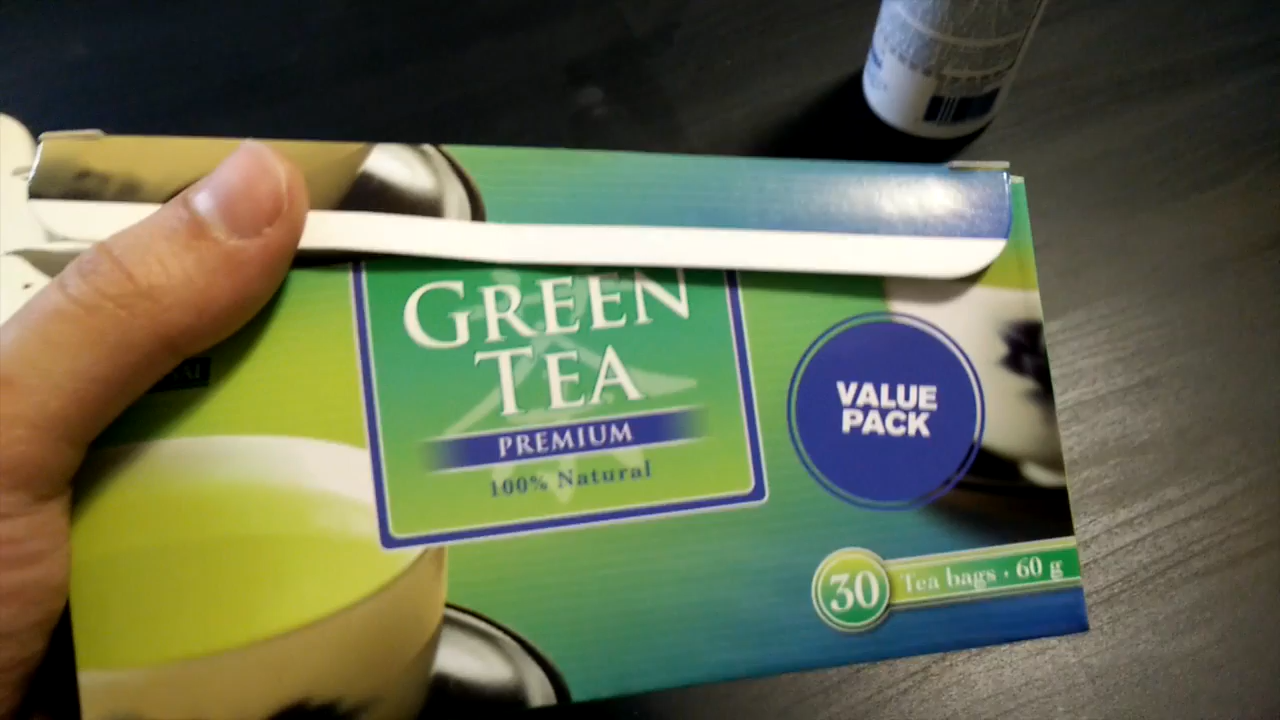 GREEN
TEA
PREMIUM
100% Natural
VALUE
PACK
30 Tea bags · 60 g